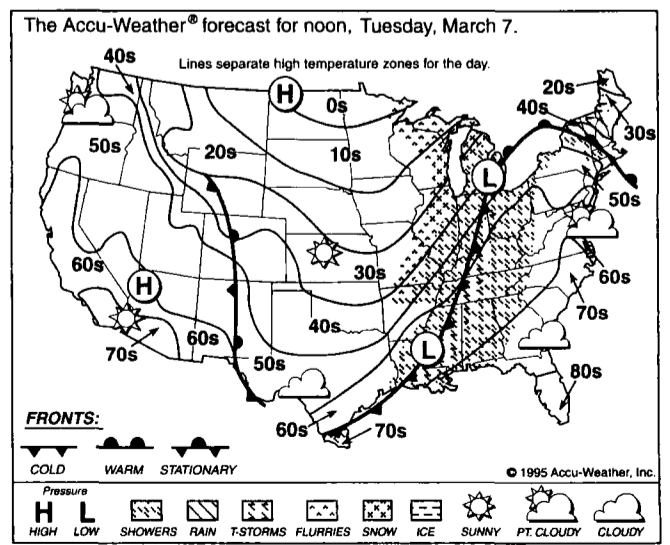 The Accu-Weather® forecast for noon, Tuesday, March 7.
Lines separate high temperature zones for the day.
40s
H
0s
20s
40s
30s
50s
20s
10s
L
50s
60s
H
30s
60s
70s
40s
70s
60s
50s
L
80s
60s
70s
FRONTS:
COLD WARM STATIONARY
© 1995 Accu-Weather, Inc.
Pressure
H L
HIGH LOW SHOWERS RAIN T-STORMS FLURRIES SNOW ICE SUNNY PT. CLOUDY CLOUDY